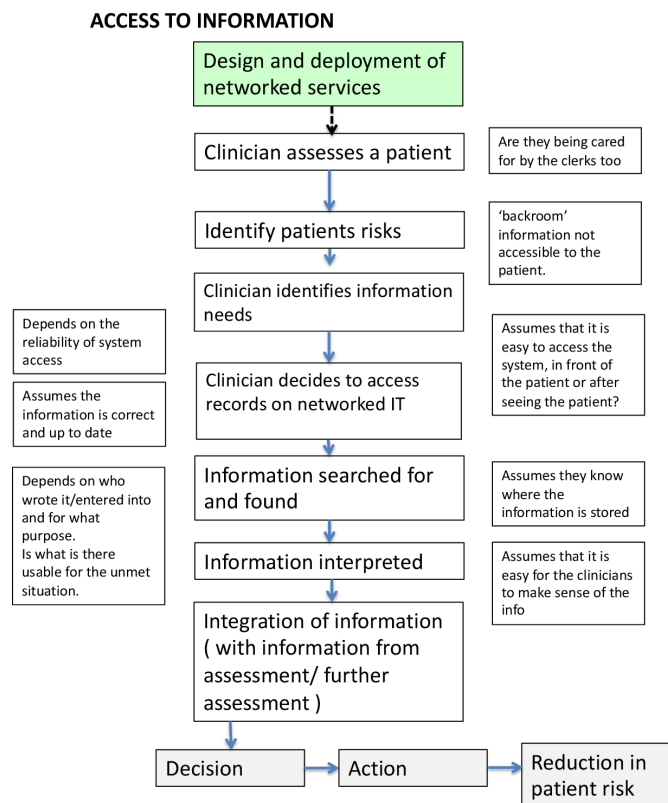 ACCESS TO INFORMATION
Design and deployment of
networked services
Clinician assesses a patient
Are they being cared
for by the clerks too
Identify patients risks
‘backroom’
information not
accessible to the
patient.
Clinician identifies information
needs
Depends on the
reliability of system
access
Assumes that it is
easy to access the
system, in front of
the patient or after
seeing the patient?
Clinician decides to access
records on networked IT
Assumes the
information is correct
and up to date
Information searched for
and found
Assumes they know
where the
information is stored
Depends on who
wrote it/entered into
and for what
purpose.
Is what is there
usable for the unmet
situation.
Information interpreted
Assumes that it is
easy for the clinicians
to make sense of the
info
Integration of information
( with information from
assessment/ further
assessment )
Decision
Action
Reduction in
patient risk